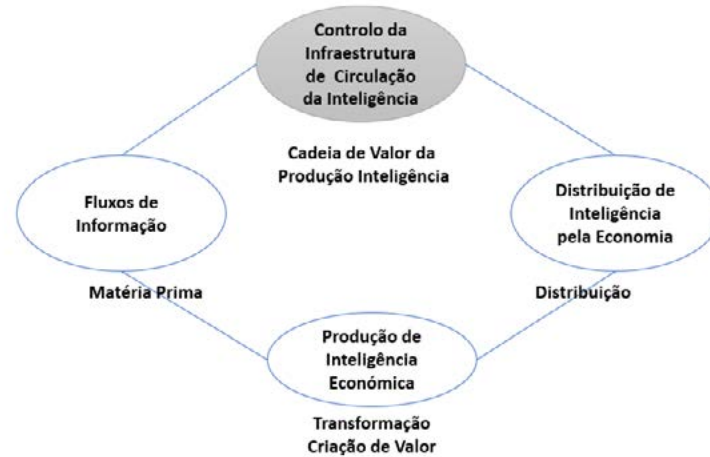 Controlo da
Infraestrutura
de Circulação
da Inteligência
Cadeia de Valor da
Produção Inteligência
Fluxos de
Informação
Distribuição de
Inteligência
pela Economia
Matéria Prima
Distribuição
Produção de
Inteligência
Económica
Transformação
Criação de Valor